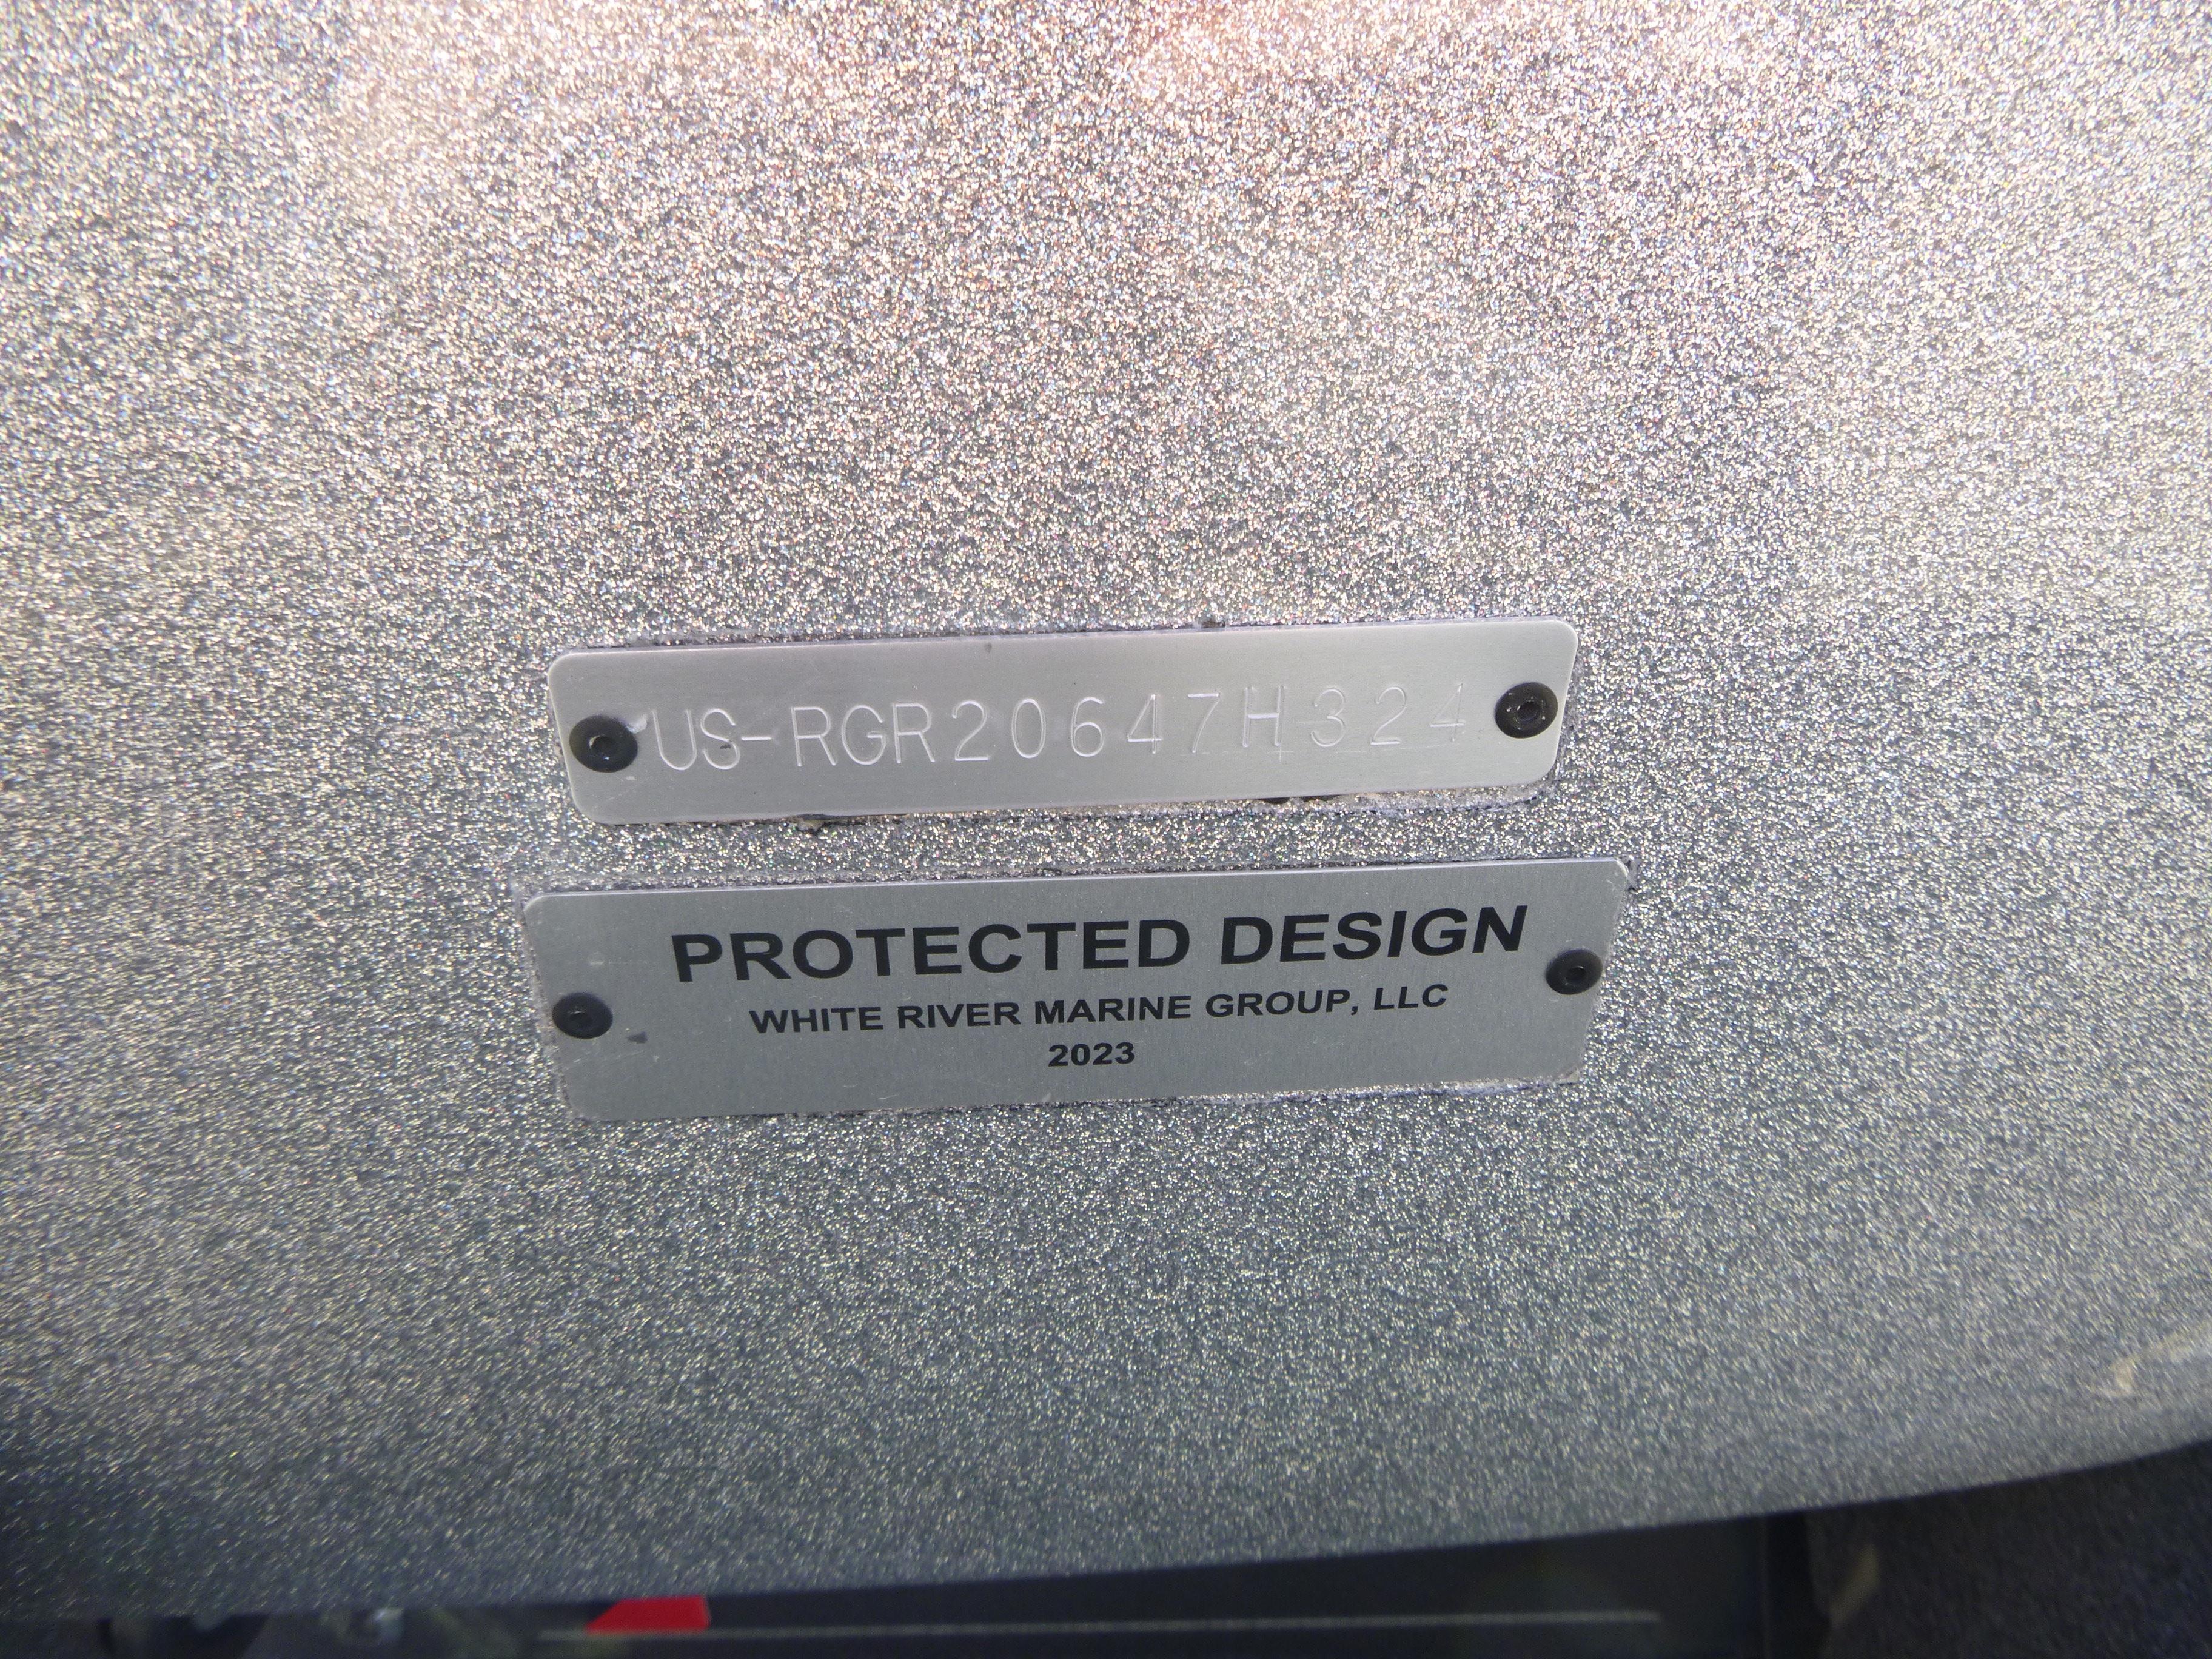 US-RGR20647H324
PROTECTED DESIGN
WHITE RIVER MARINE GROUP, LLC
2023